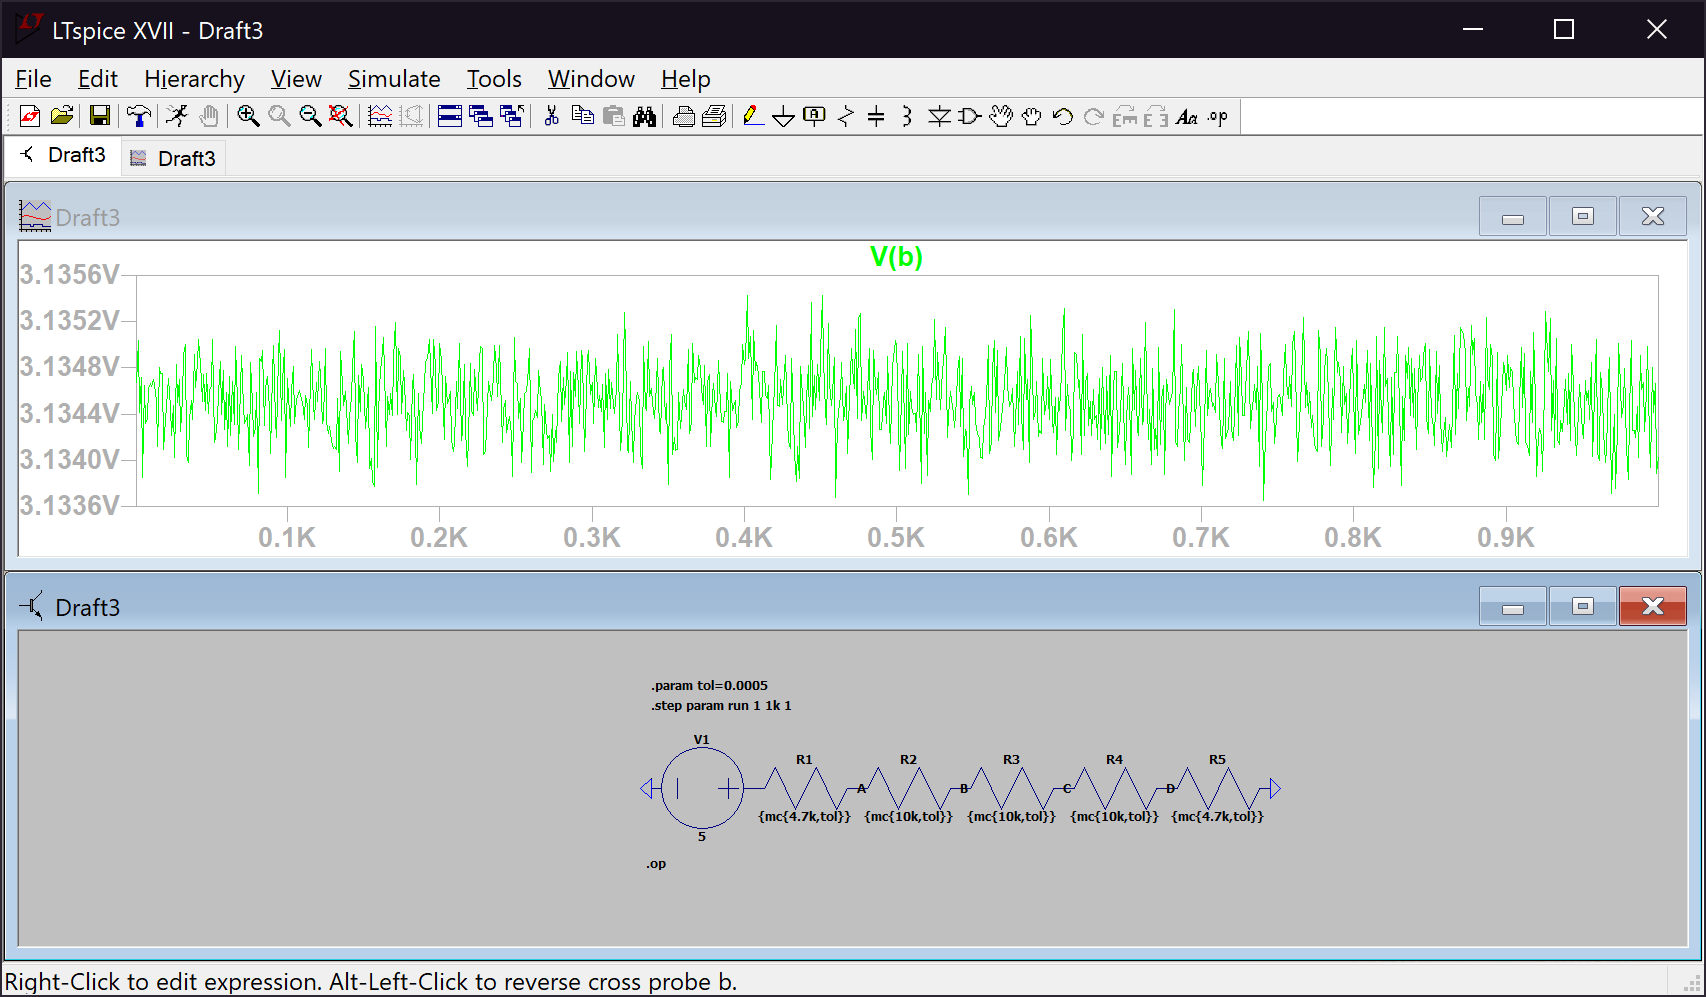 LTspice XVII - Draft3
File Edit Hierarchy View Simulate Tools Window Help
Aa .op
Draft3 Draft3
Draft3
V(b)
3.1356V
3.1352V
3.1348V
3.1344V
3.1340V
3.1336V
0.1K 0.2K 0.3K 0.4K 0.5K 0.6K 0.7K 0.8K 0.9K
Draft3
.param tol=0.0005
.step param run 1 1k 1
V1
R1 R2 R3 R4 R5
A B C D
{mc{4.7k,tol}} {mc{10k,tol}} {mc{10k,tol}} {mc{10k,tol}} {mc{4.7k,tol}}
5
.op
Right-Click to edit expression. Alt-Left-Click to reverse cross probe b.